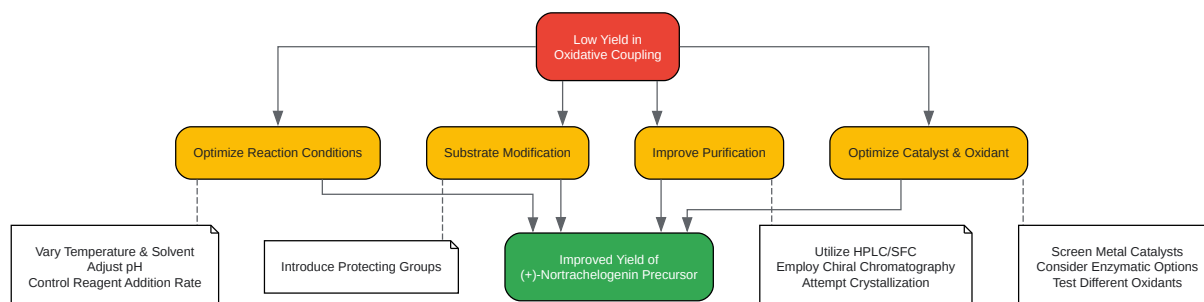 Low Yield in
Oxidative Coupling
Optimize Reaction Conditions
Substrate Modification
Improve Purification
Optimize Catalyst & Oxidant
Vary Temperature & Solvent
Adjust pH
Control Reagent Addition Rate
Introduce Protecting Groups
Improved Yield of
(+)-Nortrachelogenin Precursor
Utilize HPLC/SFC
Employ Chiral Chromatography
Attempt Crystallization
Screen Metal Catalysts
Consider Enzymatic Options
Test Different Oxidants